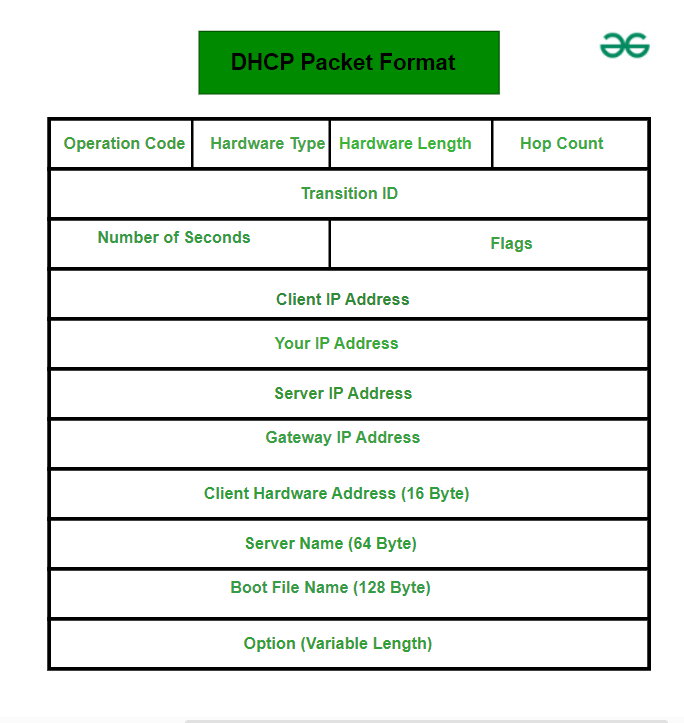 DHCP Packet Format
Operation Code Hardware Type Hardware Length Hop Count
Transition ID
Number of Seconds Flags
Client IP Address
Your IP Address
Server IP Address
Gateway IP Address
Client Hardware Address (16 Byte)
Server Name (64 Byte)
Boot File Name (128 Byte)
Option (Variable Length)